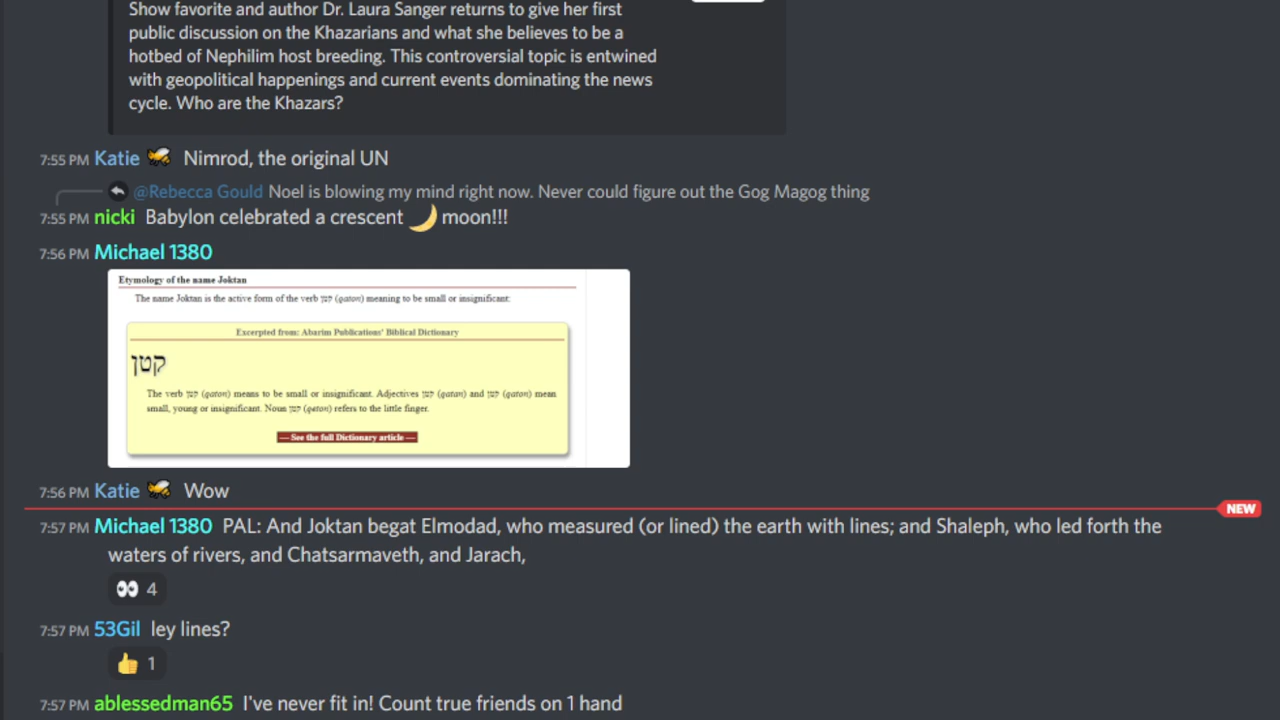 Show favorite and author Dr. Laura Sanger returns to give her first
public discussion on the Khazarians and what she believes to be a
hotbed of Nephilim host breeding. This controversial topic is entwined
with geopolitical happenings and current events dominating the news
cycle. Who are the Khazars?
7:55 PM Katie 🐝 Nimrod, the original UN
@Rebecca Gould Noel is blowing my mind right now. Never could figure out the Gog Magog thing
7:55 PM nicki Babylon celebrated a crescent 🌙 moon!!!
7:56 PM Michael 1380
Etymology of the name Joktan
The name Joktan is the active form of the verb קטן (qaton) meaning to be small or insignificant:
Excerpted from: Abarim Publications' Biblical Dictionary
קטן
The verb קטן (qaton) means to be small or insignificant. Adjectives קטן (qatan) and קטן (qaton) mean
small, young or insignificant. Noun קטן (qoton) refers to the little finger.
— See the full Dictionary article —
7:56 PM Katie 🐝 Wow
NEW
7:57 PM Michael 1380 PAL: And Joktan begat Elmodad, who measured (or lined) the earth with lines; and Shaleph, who led forth the
waters of rivers, and Chatsarmaveth, and Jarach,
👀 4
7:57 PM 53Gil ley lines?
👍 1
7:57 PM ablessedman65 I've never fit in! Count true friends on 1 hand